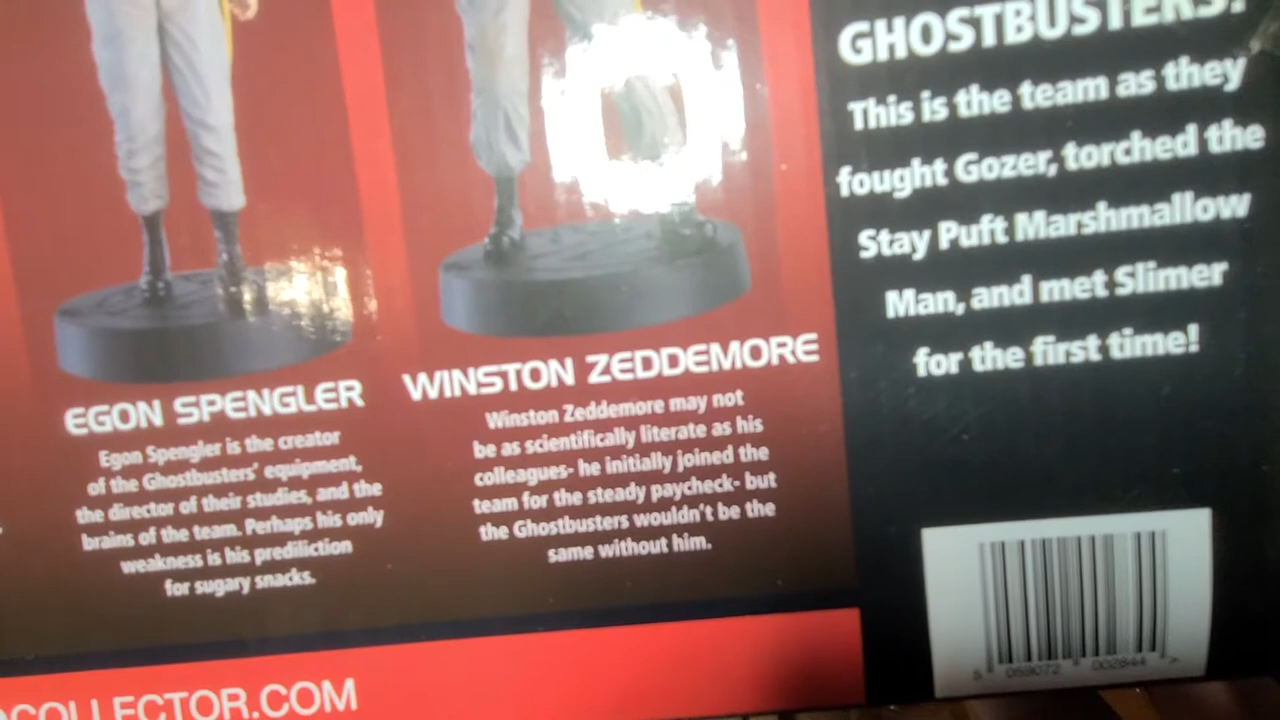 GHOSTBUSTERS!
This is the team as they
fought Gozer, torched the
Stay Puft Marshmallow
Man, and met Slimer
for the first time!
EGON SPENGLER
Egon Spengler is the creator
of the Ghostbusters' equipment,
the director of their studies, and the
brains of the team. Perhaps his only
weakness is his prediliction
for sugary snacks.
WINSTON ZEDDEMORE
Winston Zeddemore may not
be as scientifically literate as his
colleagues- he initially joined the
team for the steady paycheck- but
the Ghostbusters wouldn't be the
same without him.
COLLECTOR.COM
5 059072 002844 >